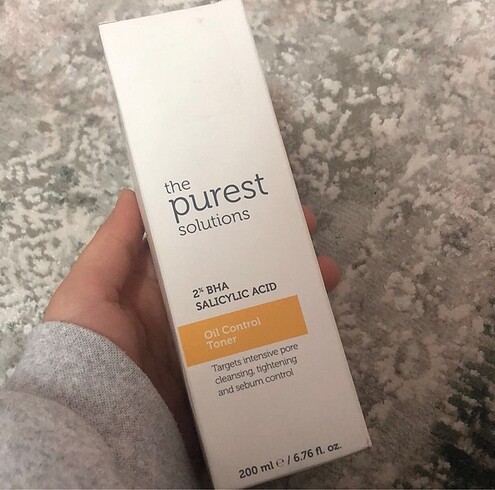 the
purest
solutions
2% BHA
SALICYLIC ACID
Oil Control
Toner
Targets intensive pore
cleansing, tightening
and sebum control
200 ml ℮ / 6.76 fl. oz.